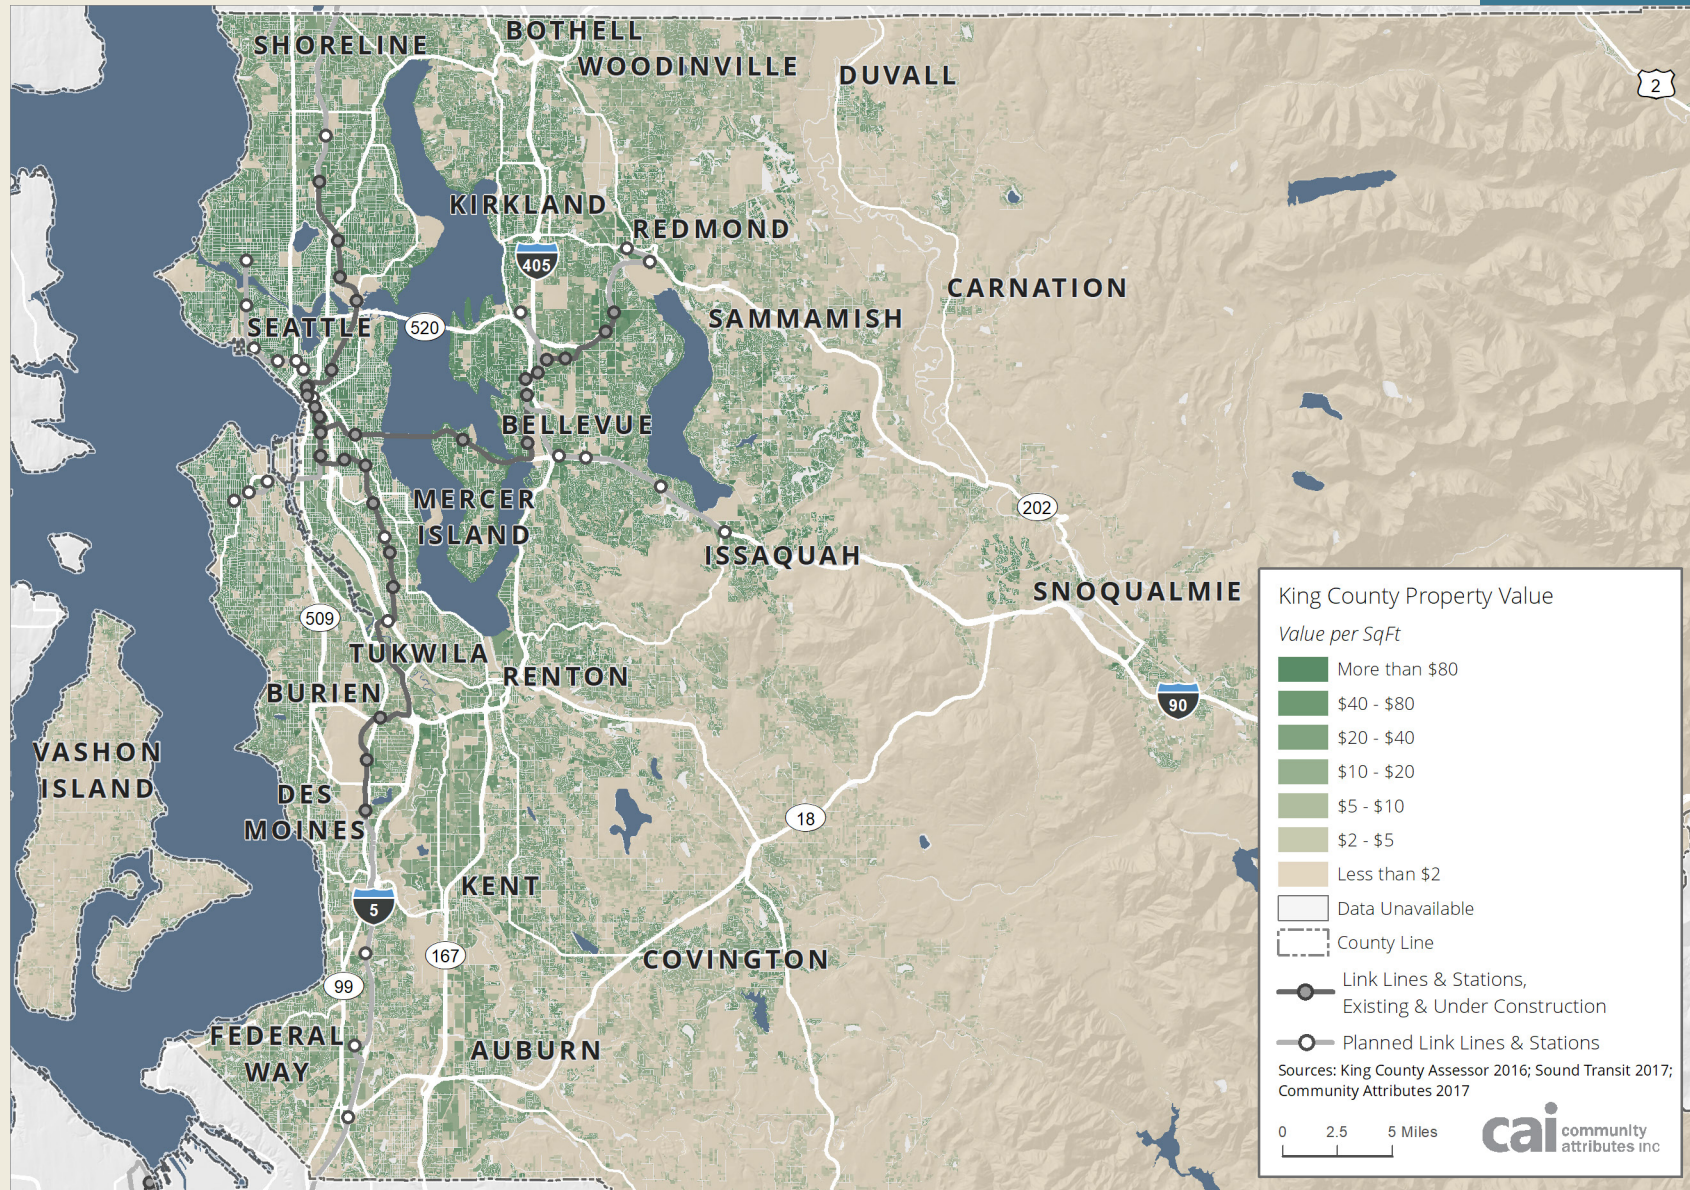 SHORELINE
BOTHELL
WOODINVILLE
DUVALL
2
KIRKLAND
REDMOND
405
CARNATION
SAMMAMISH
SEATTLE
520
BELLEVUE
MERCER
ISLAND
202
ISSAQUAH
SNOQUALMIE
509
TUKWILA
RENTON
BURIEN
90
VASHON
ISLAND
DES
MOINES
18
KENT
5
167
COVINGTON
99
FEDERAL
WAY
AUBURN
King County Property Value
Value per SqFt
More than $80
$40 - $80
$20 - $40
$10 - $20
$5 - $10
$2 - $5
Less than $2
Data Unavailable
County Line
Link Lines & Stations,
Existing & Under Construction
Planned Link Lines & Stations
Sources: King County Assessor 2016; Sound Transit 2017;
Community Attributes 2017
0 2.5 5 Miles
cai community
attributes inc